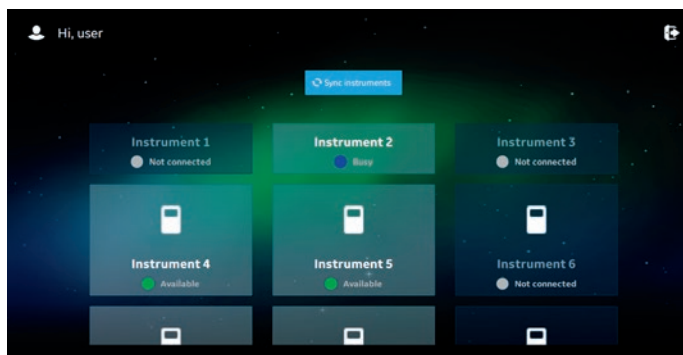 Hi, user
Sync instruments
Instrument 1
Not connected
Instrument 2
Busy
Instrument 3
Not connected
Instrument 4
Available
Instrument 5
Available
Instrument 6
Not connected